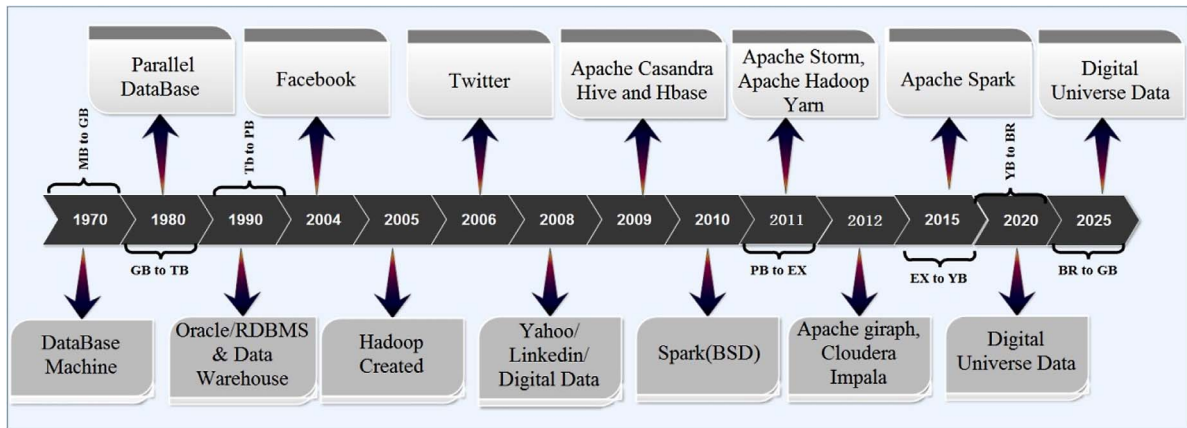 Parallel
DataBase
Facebook
Twitter
Apache Casandra
Hive and Hbase
Apache Storm,
Apache Hadoop
Yarn
Apache Spark
Digital
Universe Data
MB to GB
Tb to PB
YB to BR
1970
1980
1990
2004
2005
2006
2008
2009
2010
2011
2012
2015
2020
2025
GB to TB
PB to EX
EX to YB
BR to GB
DataBase
Machine
Oracle/RDBMS
& Data
Warehouse
Hadoop
Created
Yahoo/
Linkedin/
Digital Data
Spark(BSD)
Apache giraph,
Cloudera
Impala
Digital
Universe Data